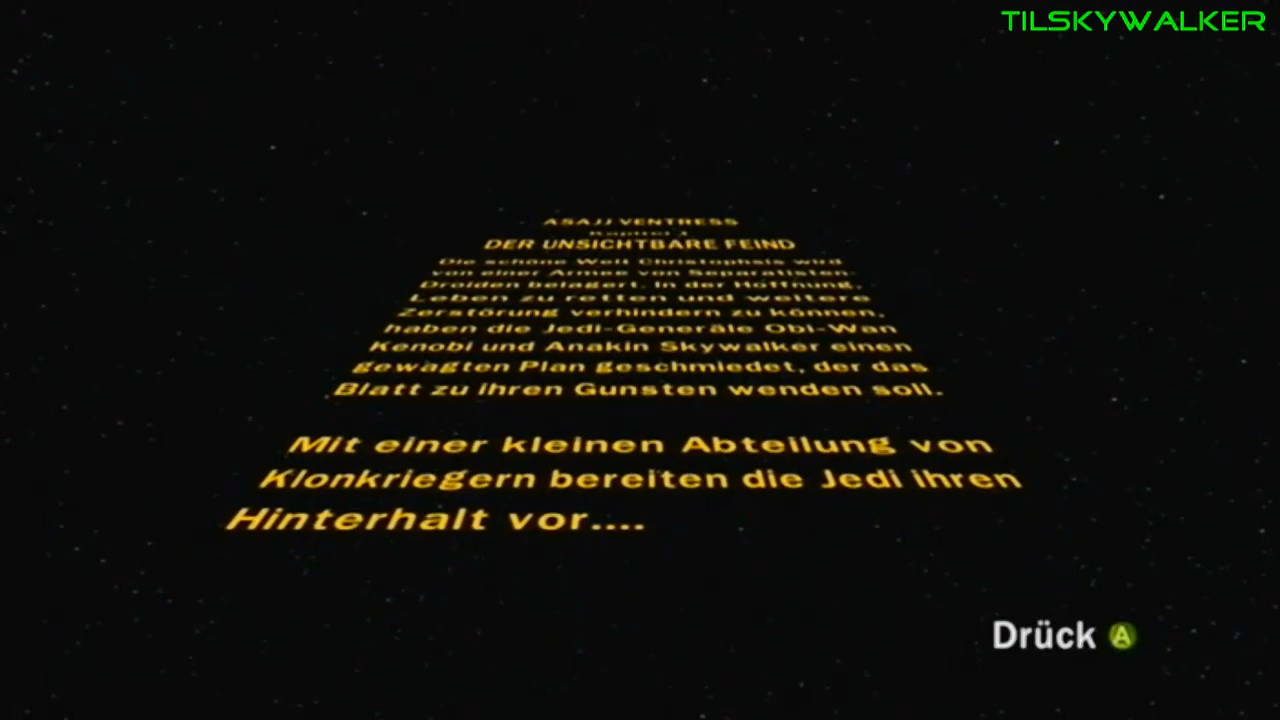 TILSKYWALKER
ASAJJ VENTRESS
Kapitel 1
DER UNSICHTBARE FEIND
Die schöne Welt Christophsis wird
von einer Armee von Separatisten-
Droiden belagert. In der Hoffnung,
Leben zu retten und weitere
Zerstörung verhindern zu können,
haben die Jedi-Generäle Obi-Wan
Kenobi und Anakin Skywalker einen
gewagten Plan geschmiedet, der das
Blatt zu ihren Gunsten wenden soll.
Mit einer kleinen Abteilung von
Klonkriegern bereiten die Jedi ihren
Hinterhalt vor....
Drück A